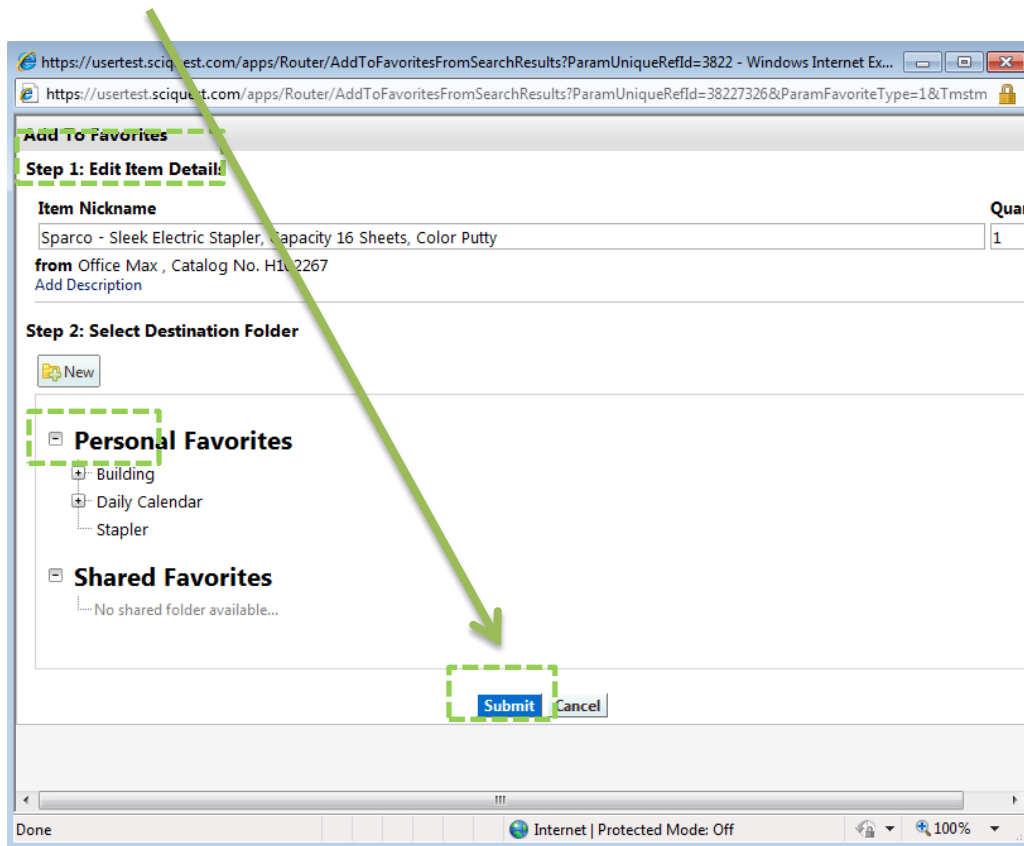 https://usertest.sciquest.com/apps/Router/AddToFavoritesFromSearchResults?ParamUniqueRefId=3822 - Windows Internet Ex...
https://usertest.sciquest.com/apps/Router/AddToFavoritesFromSearchResults?ParamUniqueRefId=38227326&ParamFavoriteType=1&Tmstm
Add To Favorites
Step 1: Edit Item Details
Item Nickname Quan
Sparco - Sleek Electric Stapler, Capacity 16 Sheets, Color Putty 1
from Office Max , Catalog No. H102267
Add Description
Step 2: Select Destination Folder
New
Personal Favorites
Building
Daily Calendar
Stapler
Shared Favorites
No shared folder available...
Submit Cancel
Done Internet | Protected Mode: Off 100%